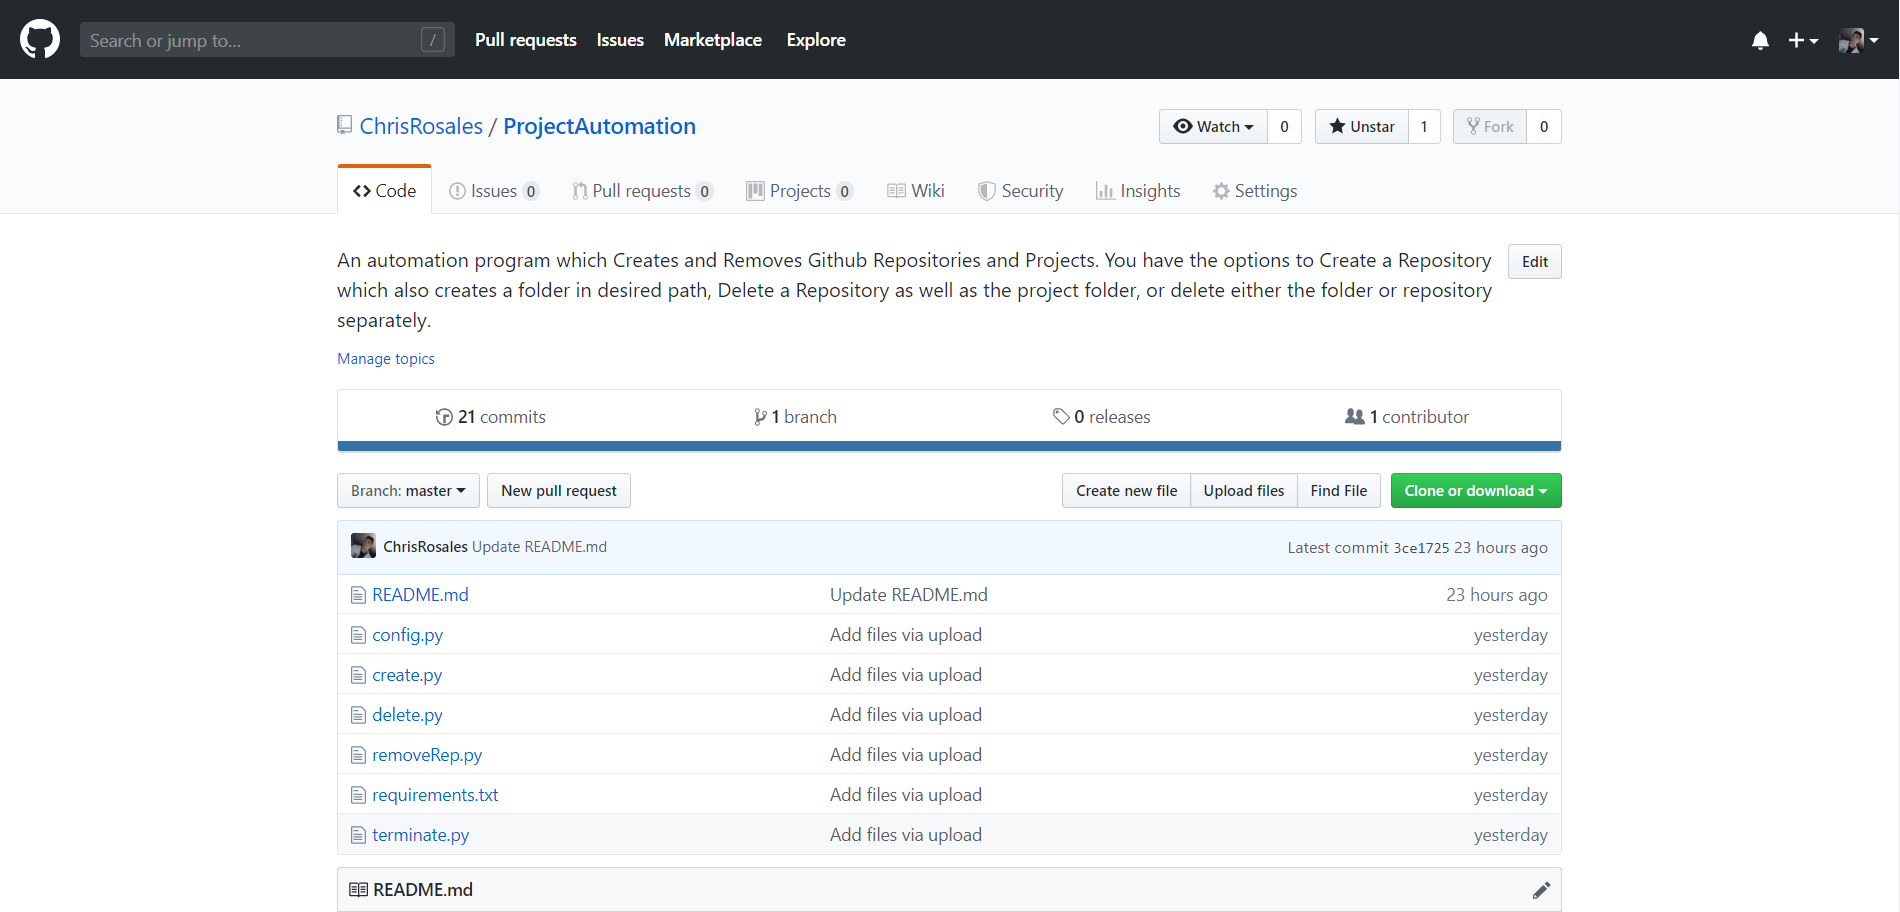 Search or jump to... /
Pull requests Issues Marketplace Explore
ChrisRosales / ProjectAutomation
Watch 0 Unstar 1 Fork 0
Code Issues 0 Pull requests 0 Projects 0 Wiki Security Insights Settings
An automation program which Creates and Removes Github Repositories and Projects. You have the options to Create a Repository
which also creates a folder in desired path, Delete a Repository as well as the project folder, or delete either the folder or repository
separately.
Edit
Manage topics
21 commits 1 branch 0 releases 1 contributor
Branch: master New pull request Create new file Upload files Find File Clone or download
ChrisRosales Update README.md Latest commit 3ce1725 23 hours ago
README.md Update README.md 23 hours ago
config.py Add files via upload yesterday
create.py Add files via upload yesterday
delete.py Add files via upload yesterday
removeRep.py Add files via upload yesterday
requirements.txt Add files via upload yesterday
terminate.py Add files via upload yesterday
README.md